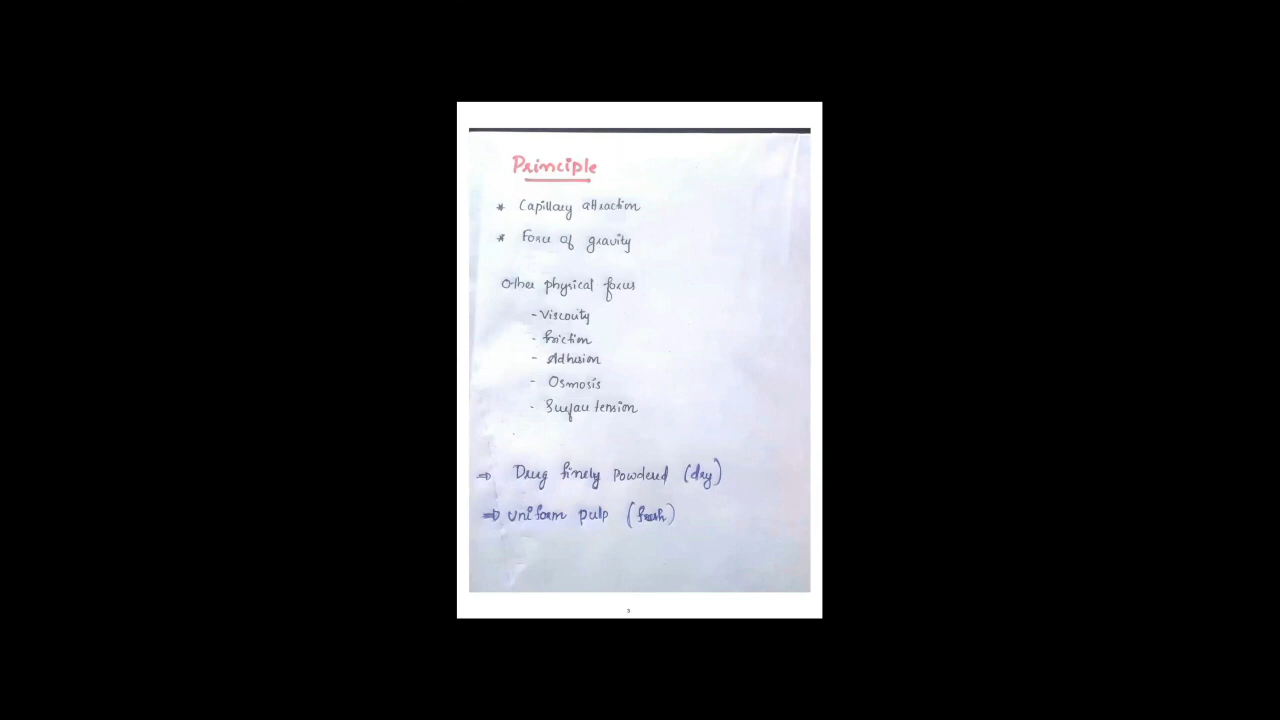 Principle
* Capillary attraction
* Force of gravity
Other physical forces
- Viscosity
- friction
- Adhesion
- Osmosis
- Surface tension
⇒ Drug finely powdered (dry)
⇒ uniform pulp (fresh)
3